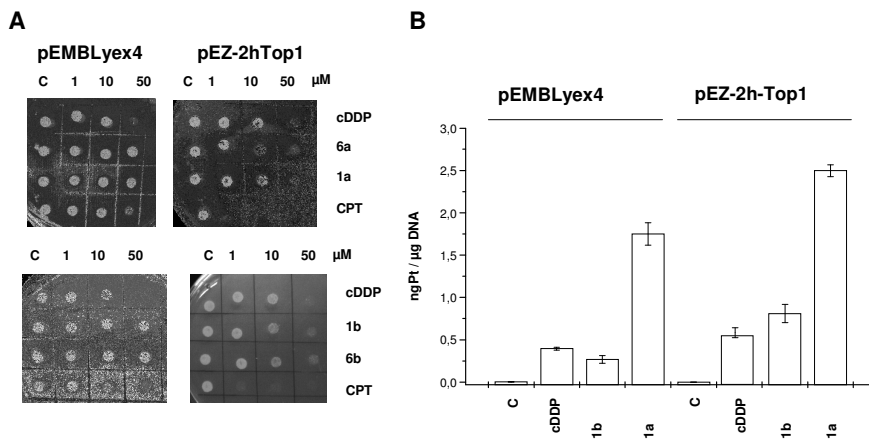 A
pEMBLyex4 pEZ-2hTop1
C 1 10 50 C 1 10 50 µM
cDDP
6a
1a
CPT
C 1 10 50 C 1 10 50 µM
cDDP
1b
6b
CPT
B
pEMBLyex4 pEZ-2h-Top1
ngPt / µg DNA
3,0
2,5
2,0
1,5
1,0
0,5
0,0
C cDDP 1b 1a C cDDP 1b 1a